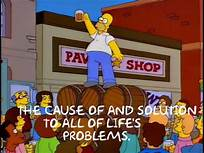 PAWN SHOP
THE CAUSE OF AND SOLUTION
TO ALL OF LIFE'S
PROBLEMS.